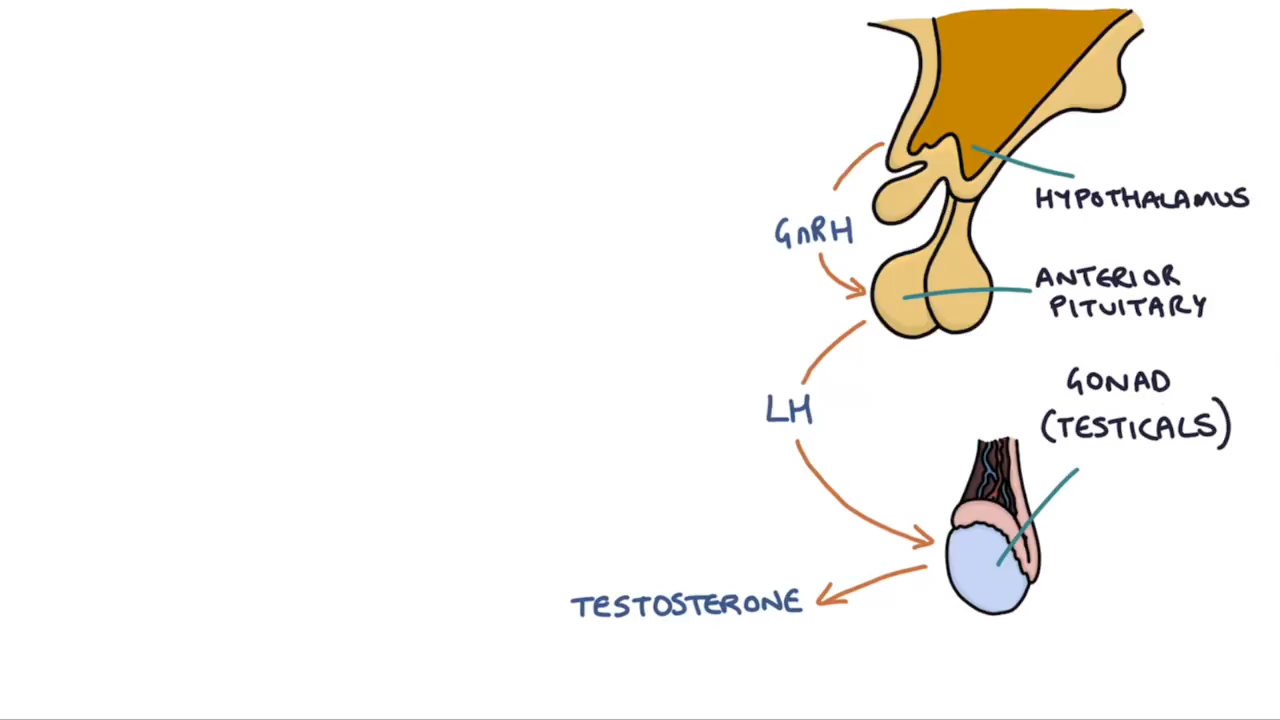 HYPOTHALAMUS
GnRH
ANTERIOR
PITUITARY
GONAD
LH
(TESTICALS)
TESTOSTERONE